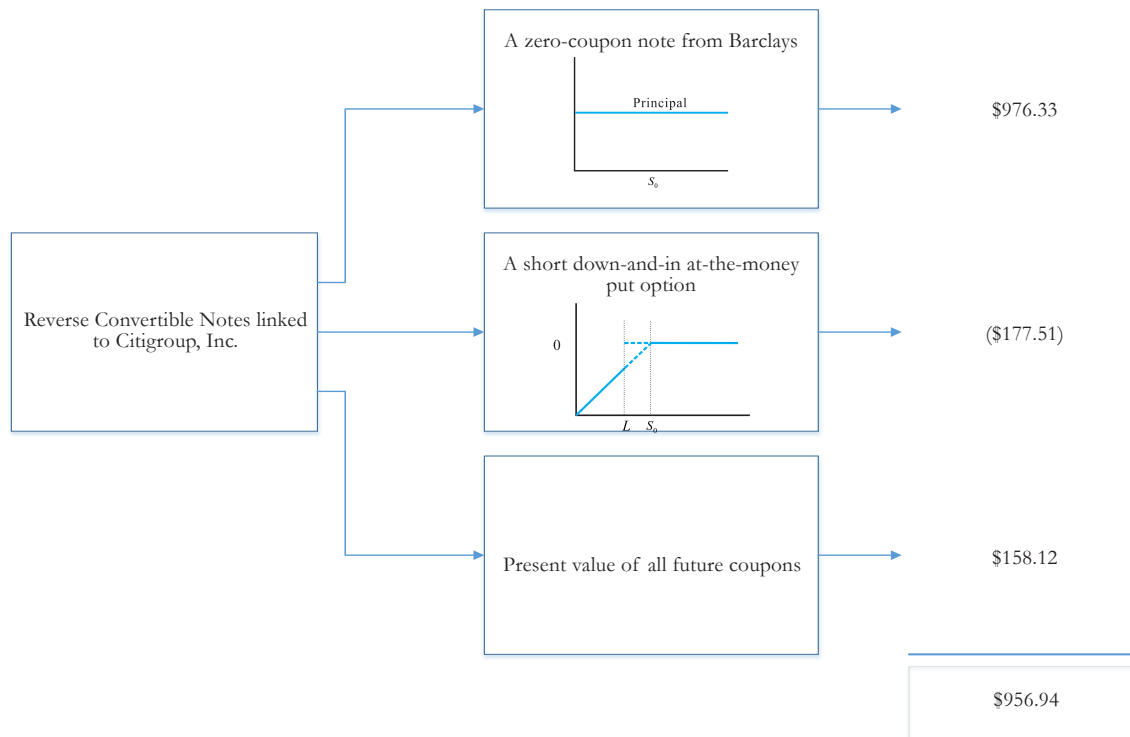 A zero-coupon note from Barclays
Principal
S₀
$976.33
Reverse Convertible Notes linked
to Citigroup, Inc.
A short down-and-in at-the-money
put option
0
L S₀
($177.51)
Present value of all future coupons
$158.12
$956.94